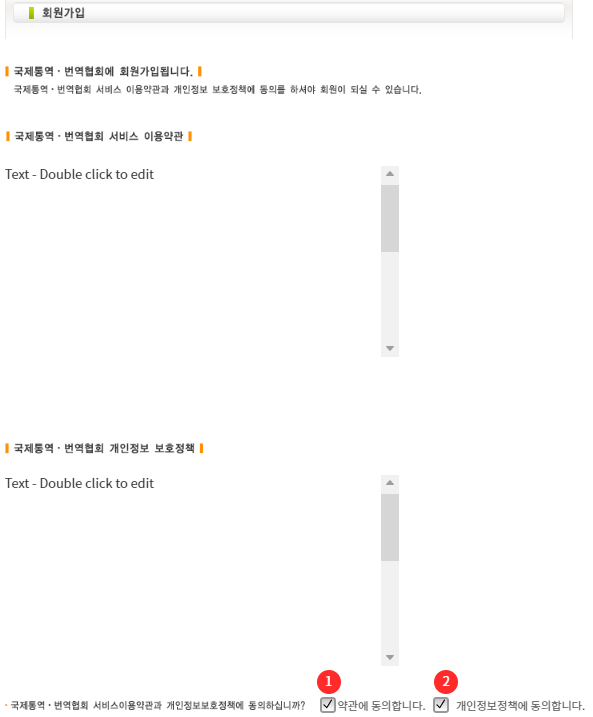 회원가입
국제통역·번역협회에 회원가입됩니다.
국제통역·번역협회 서비스 이용약관과 개인정보 보호정책에 동의를 하셔야 회원이 되실 수 있습니다.
국제통역·번역협회 서비스 이용약관
Text - Double click to edit
국제통역·번역협회 개인정보 보호정책
Text - Double click to edit
1 2
· 국제통역·번역협회 서비스이용약관과 개인정보보호정책에 동의하십니까? 약관에 동의합니다. 개인정보정책에 동의합니다.